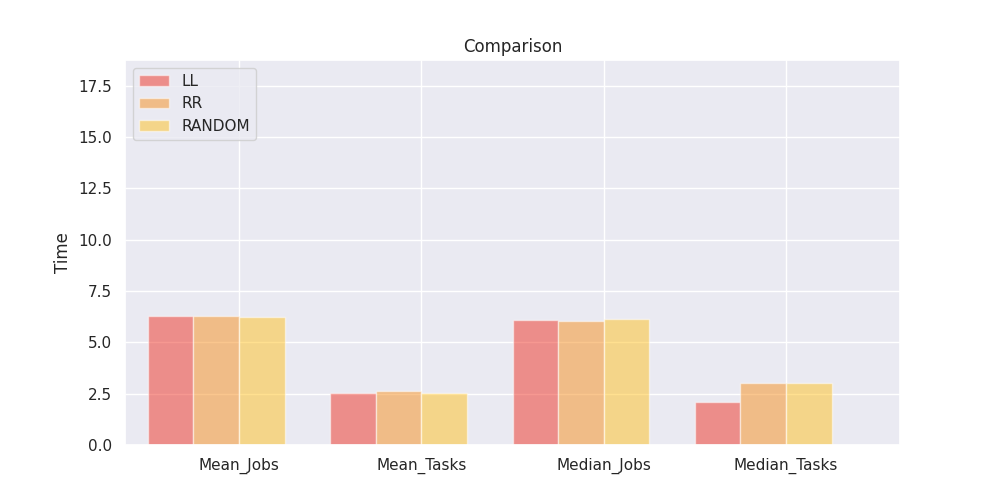 Comparison
LL
RR
RANDOM
Time
17.5
15.0
12.5
10.0
7.5
5.0
2.5
0.0
Mean_Jobs
Mean_Tasks
Median_Jobs
Median_Tasks